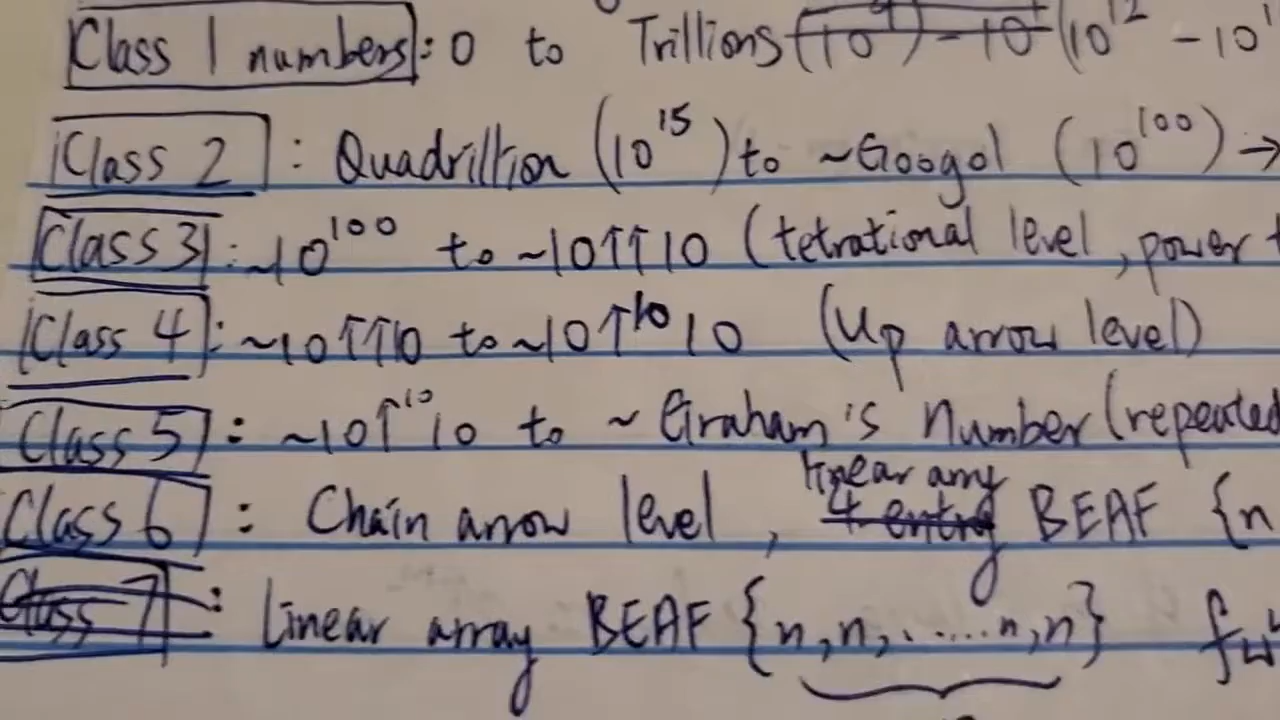 Class 1 numbers: 0 to Trillions (10^12 - 10^1
Class 2 : Quadrillion (10^15) to ~Googol (10^100) →
Class 3 : ~10^100 to ~10↑↑10 (tetrational level, power t
Class 4 : ~10↑↑10 to ~10↑^10 10 (Up arrow level)
Class 5 : ~10↑^10 10 to ~ Graham's Number (repeated
Class 6 : Chain arrow level, linear array BEAF {n
Class 7 : Linear array BEAF {n,n,.....n,n} f_ω